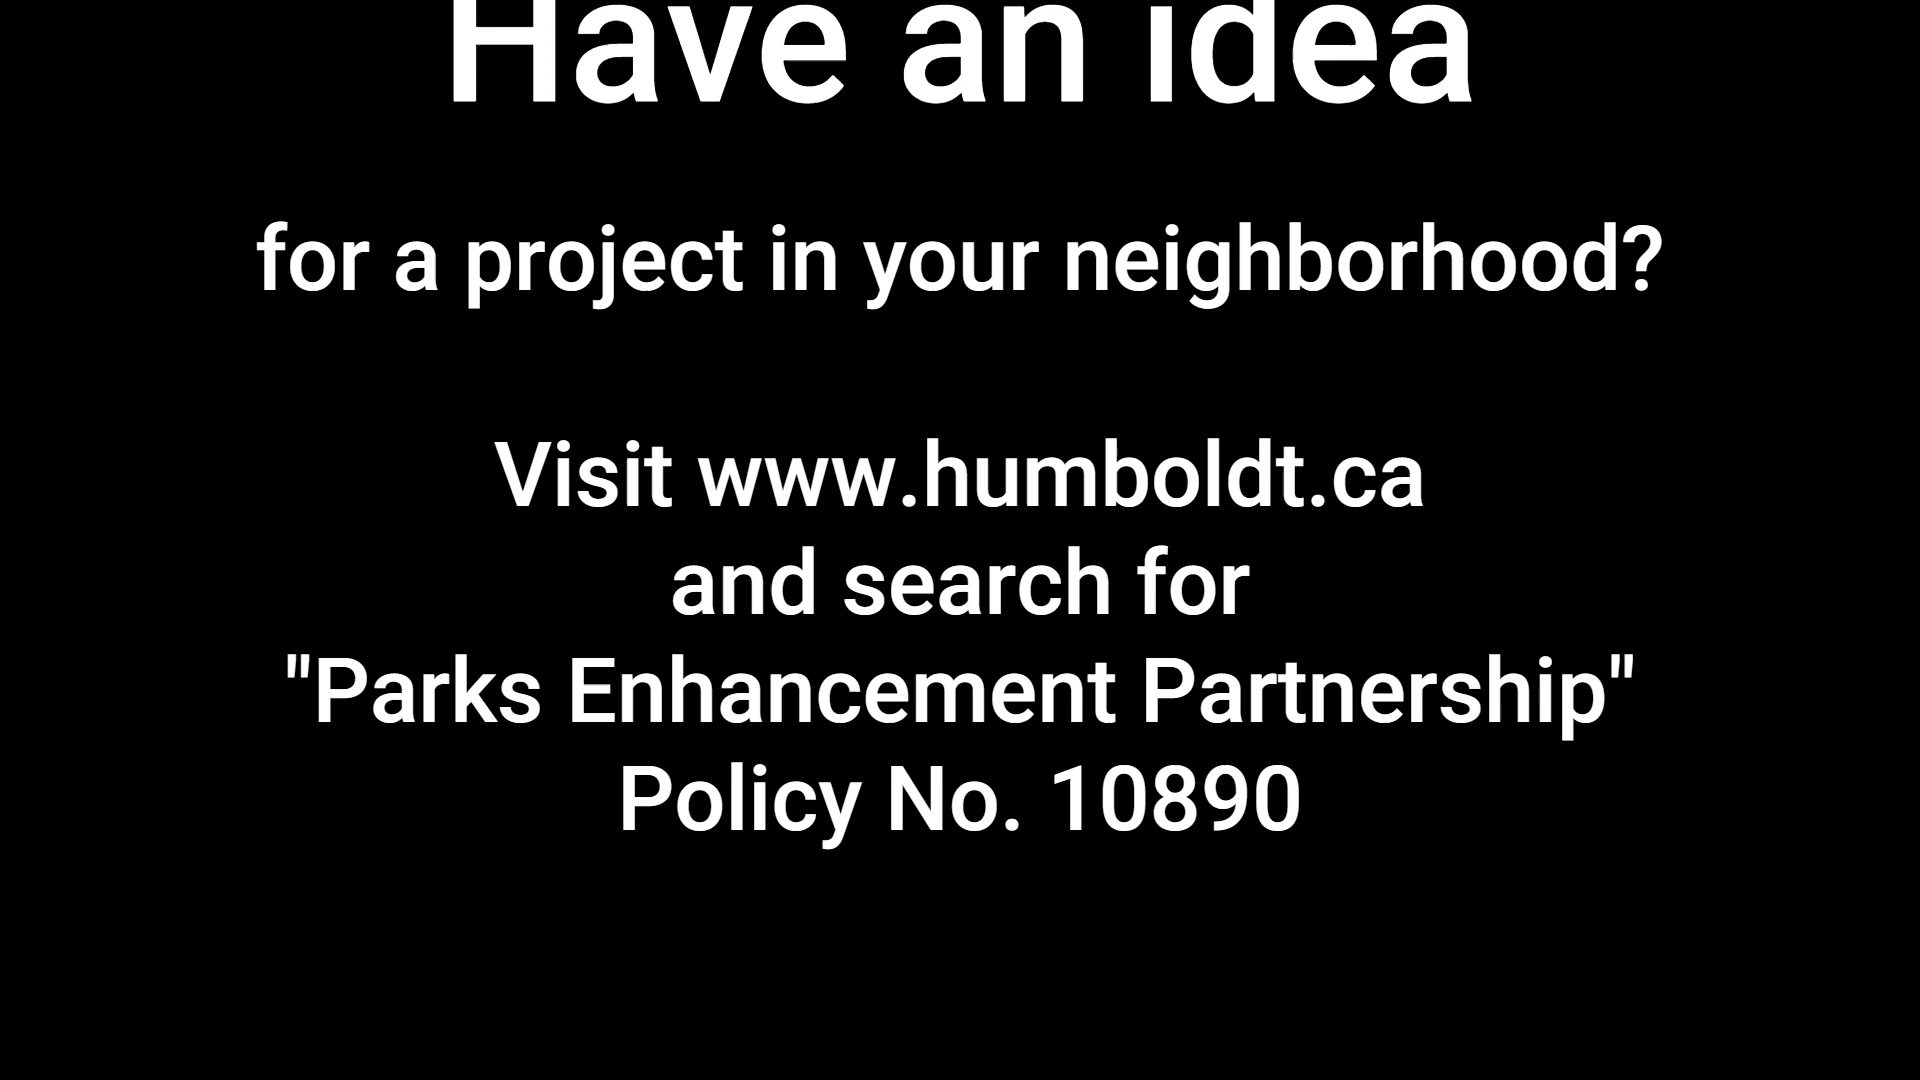 Have an idea
for a project in your neighborhood?
Visit www.humboldt.ca
and search for
"Parks Enhancement Partnership"
Policy No. 10890